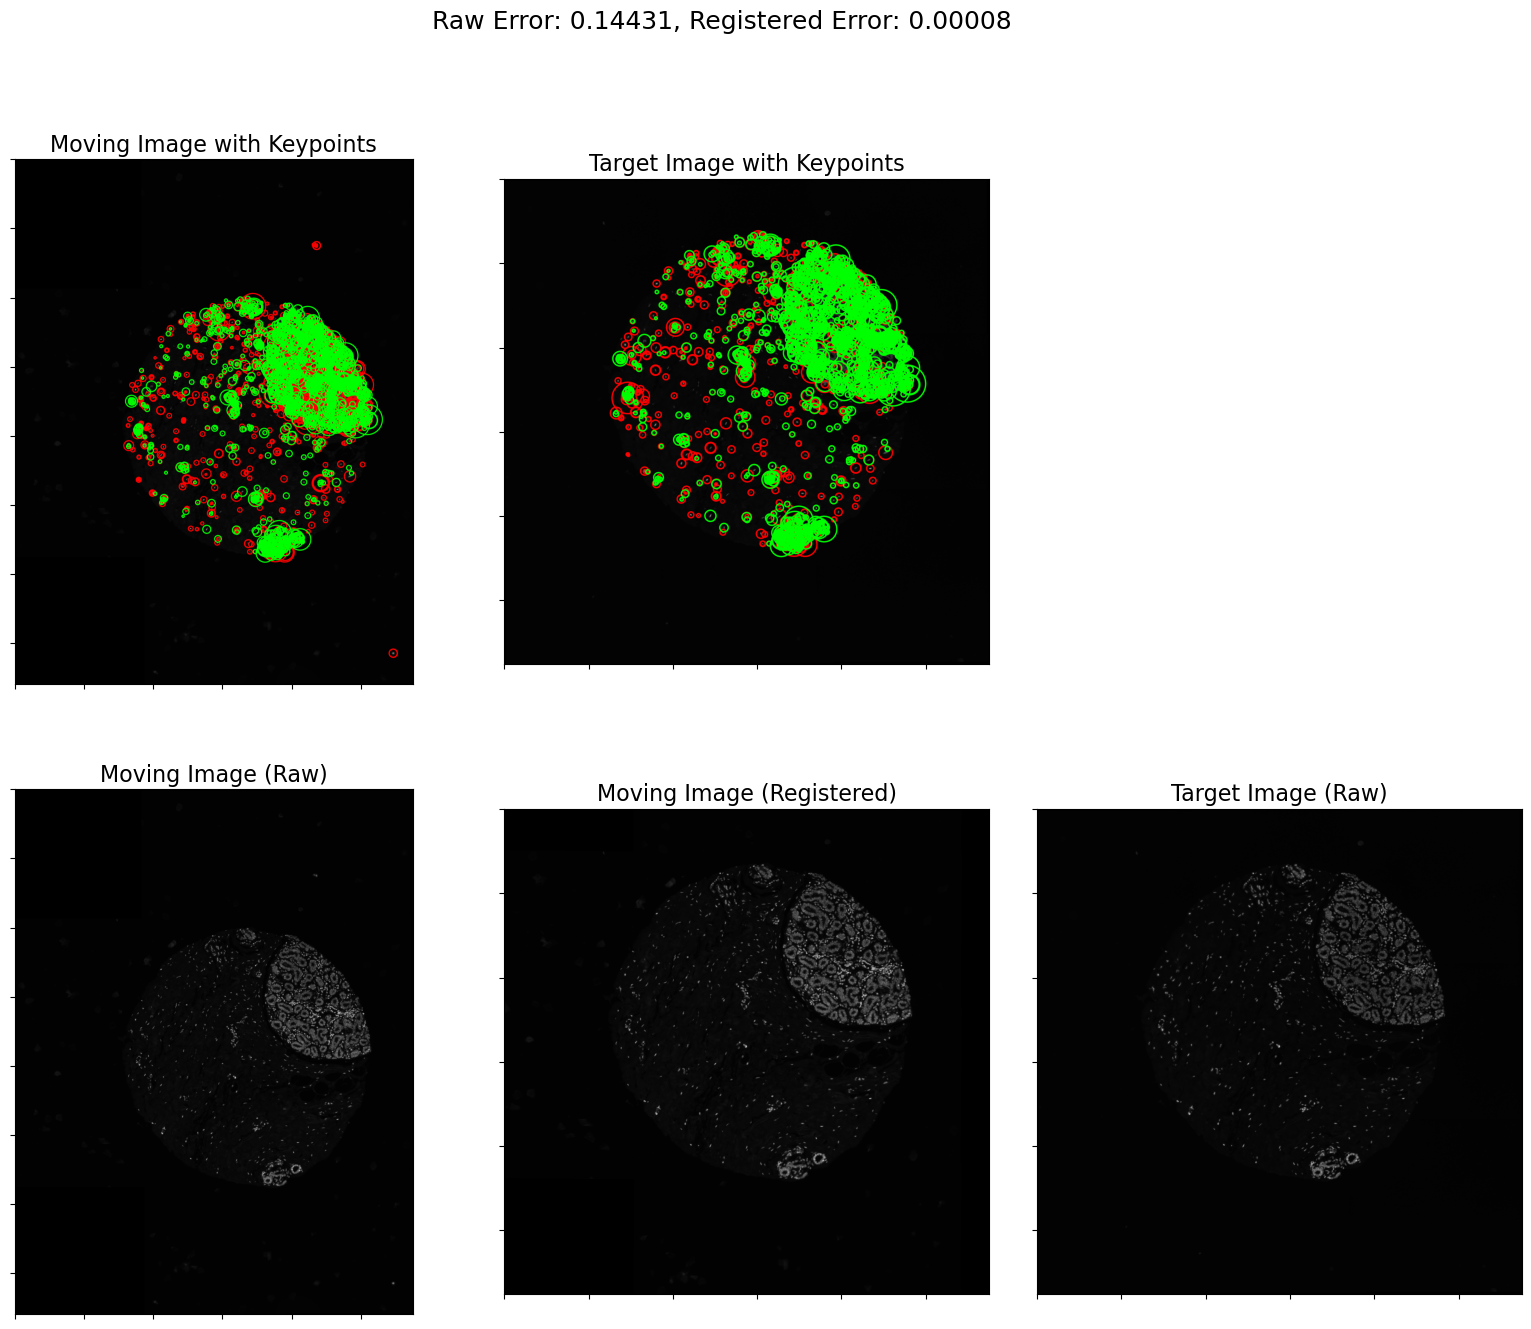 Raw Error: 0.14431, Registered Error: 0.00008
Moving Image with Keypoints
Target Image with Keypoints
Moving Image (Raw)
Moving Image (Registered)
Target Image (Raw)